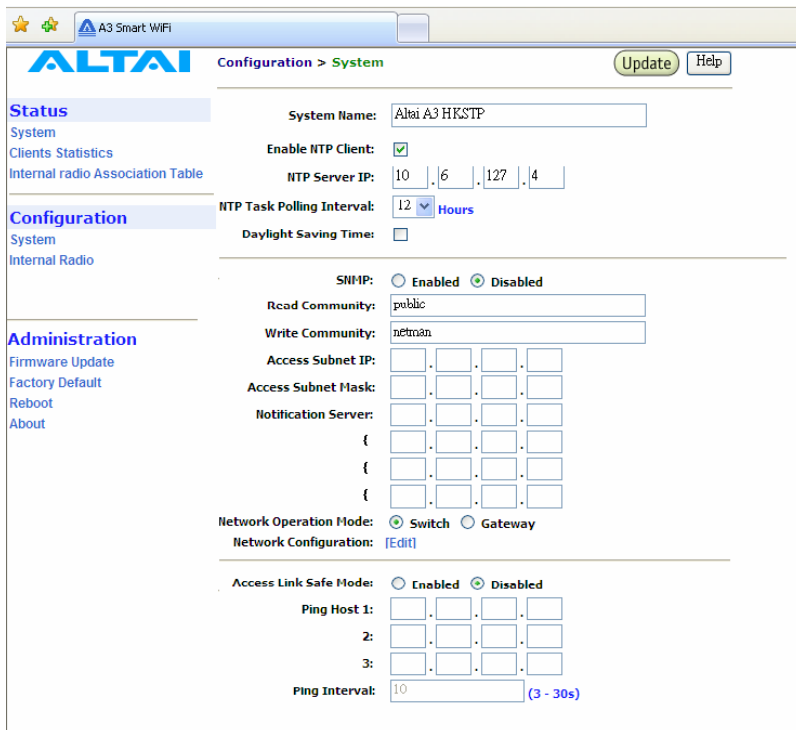 A3 Smart WiFi
ALTAI
Configuration > System
Update
Help
Status
System
Clients Statistics
Internal radio Association Table
Configuration
System
Internal Radio
Administration
Firmware Update
Factory Default
Reboot
About
System Name: Altai A3 HKSTP
Enable NTP Client:
NTP Server IP: 10 . 6 . 127 . 4
NTP Task Polling Interval: 12 Hours
Daylight Saving Time:
SNMP: Enabled Disabled
Read Community: public
Write Community: netman
Access Subnet IP: . . .
Access Subnet Mask: . . .
Notification Server: . . .
{ . . .
{ . . .
{ . . .
Network Operation Mode: Switch Gateway
Network Configuration: [Edit]
Access Link Safe Mode: Enabled Disabled
Ping Host 1: . . .
2: . . .
3: . . .
Ping Interval: 10 (3 - 30s)